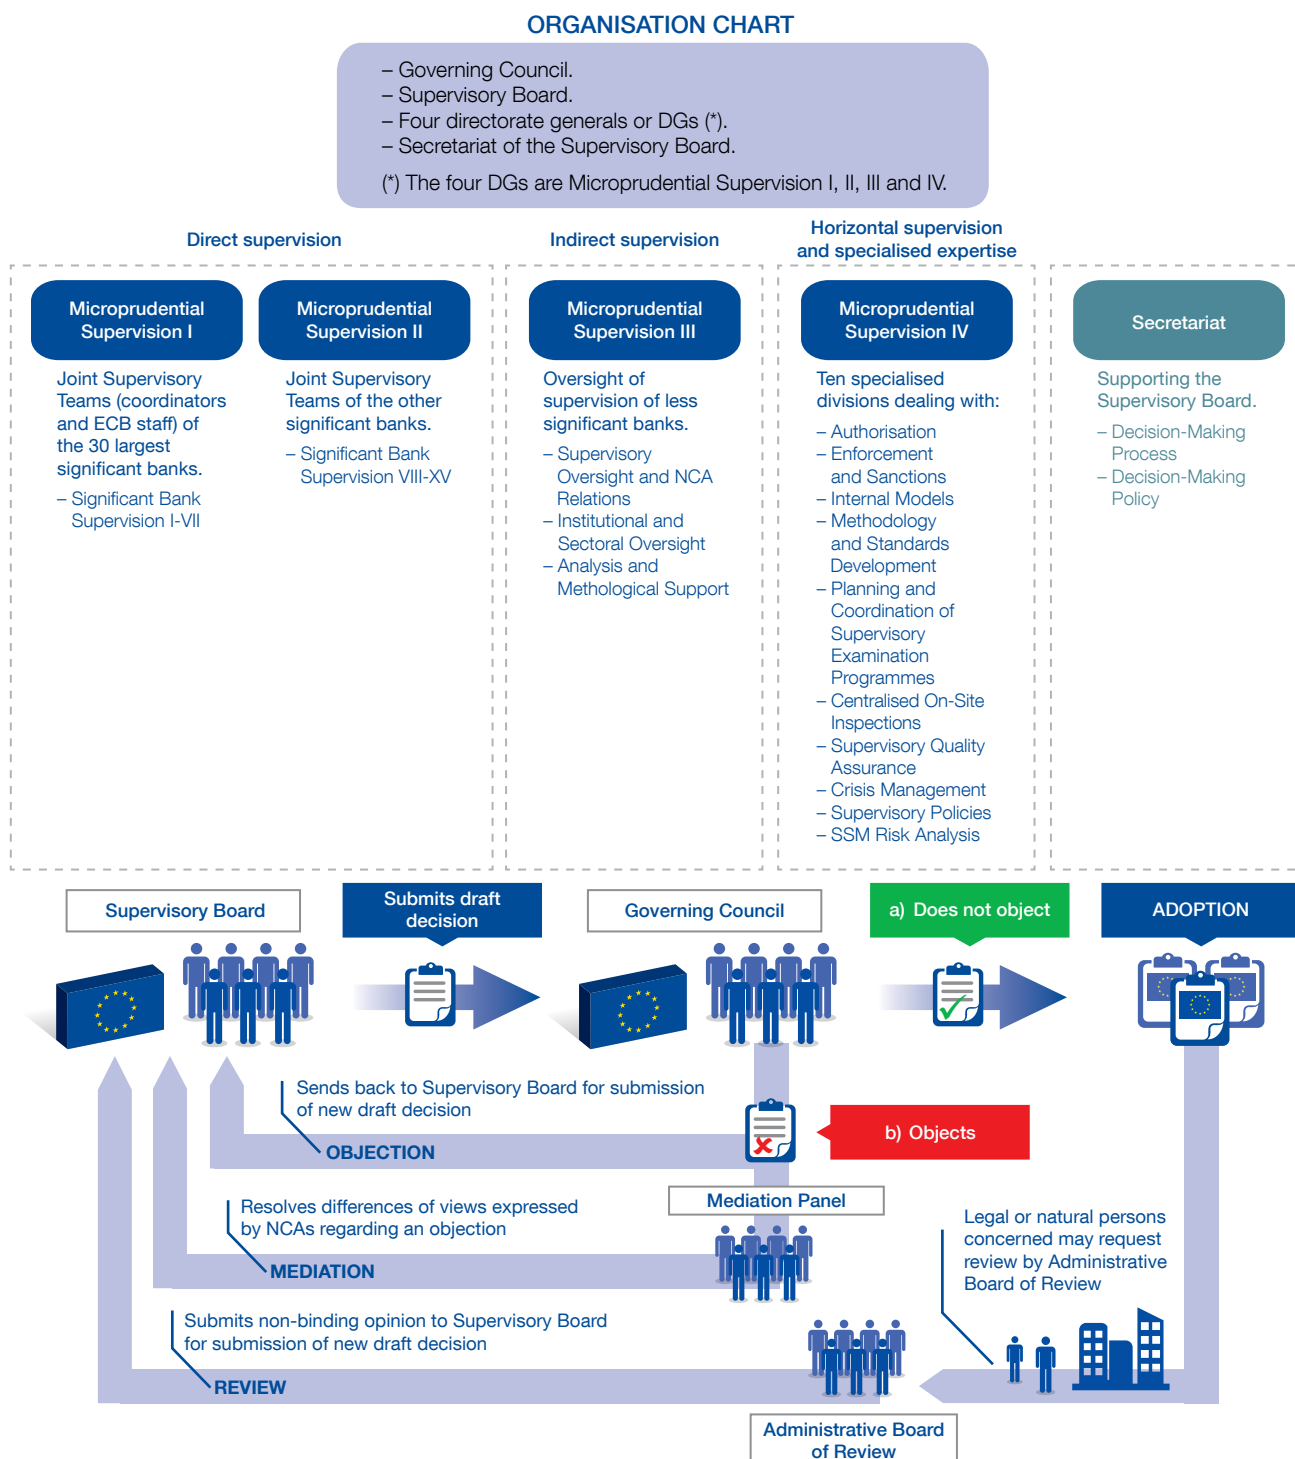 ORGANISATION CHART
– Governing Council.
– Supervisory Board.
– Four directorate generals or DGs (*).
– Secretariat of the Supervisory Board.
(*) The four DGs are Microprudential Supervision I, II, III and IV.
Direct supervision
Indirect supervision
Horizontal supervision
and specialised expertise
Microprudential
Supervision I
Joint Supervisory
Teams (coordinators
and ECB staff) of
the 30 largest
significant banks.
– Significant Bank
Supervision I-VII
Microprudential
Supervision II
Joint Supervisory
Teams of the other
significant banks.
– Significant Bank
Supervision VIII-XV
Microprudential
Supervision III
Oversight of
supervision of less
significant banks.
– Supervisory
Oversight and NCA
Relations
– Institutional and
Sectoral Oversight
– Analysis and
Methological Support
Microprudential
Supervision IV
Ten specialised
divisions dealing with:
– Authorisation
– Enforcement
and Sanctions
– Internal Models
– Methodology
and Standards
Development
– Planning and
Coordination of
Supervisory
Examination
Programmes
– Centralised On-Site
Inspections
– Supervisory Quality
Assurance
– Crisis Management
– Supervisory Policies
– SSM Risk Analysis
Secretariat
Supporting the
Supervisory Board.
– Decision-Making
Process
– Decision-Making
Policy
Supervisory Board
Submits draft
decision
Governing Council
a) Does not object
ADOPTION
Sends back to Supervisory Board for submission
of new draft decision
OBJECTION
b) Objects
Mediation Panel
Resolves differences of views expressed
by NCAs regarding an objection
MEDIATION
Legal or natural persons
concerned may request
review by Administrative
Board of Review
Submits non-binding opinion to Supervisory Board
for submission of new draft decision
REVIEW
Administrative Board
of Review